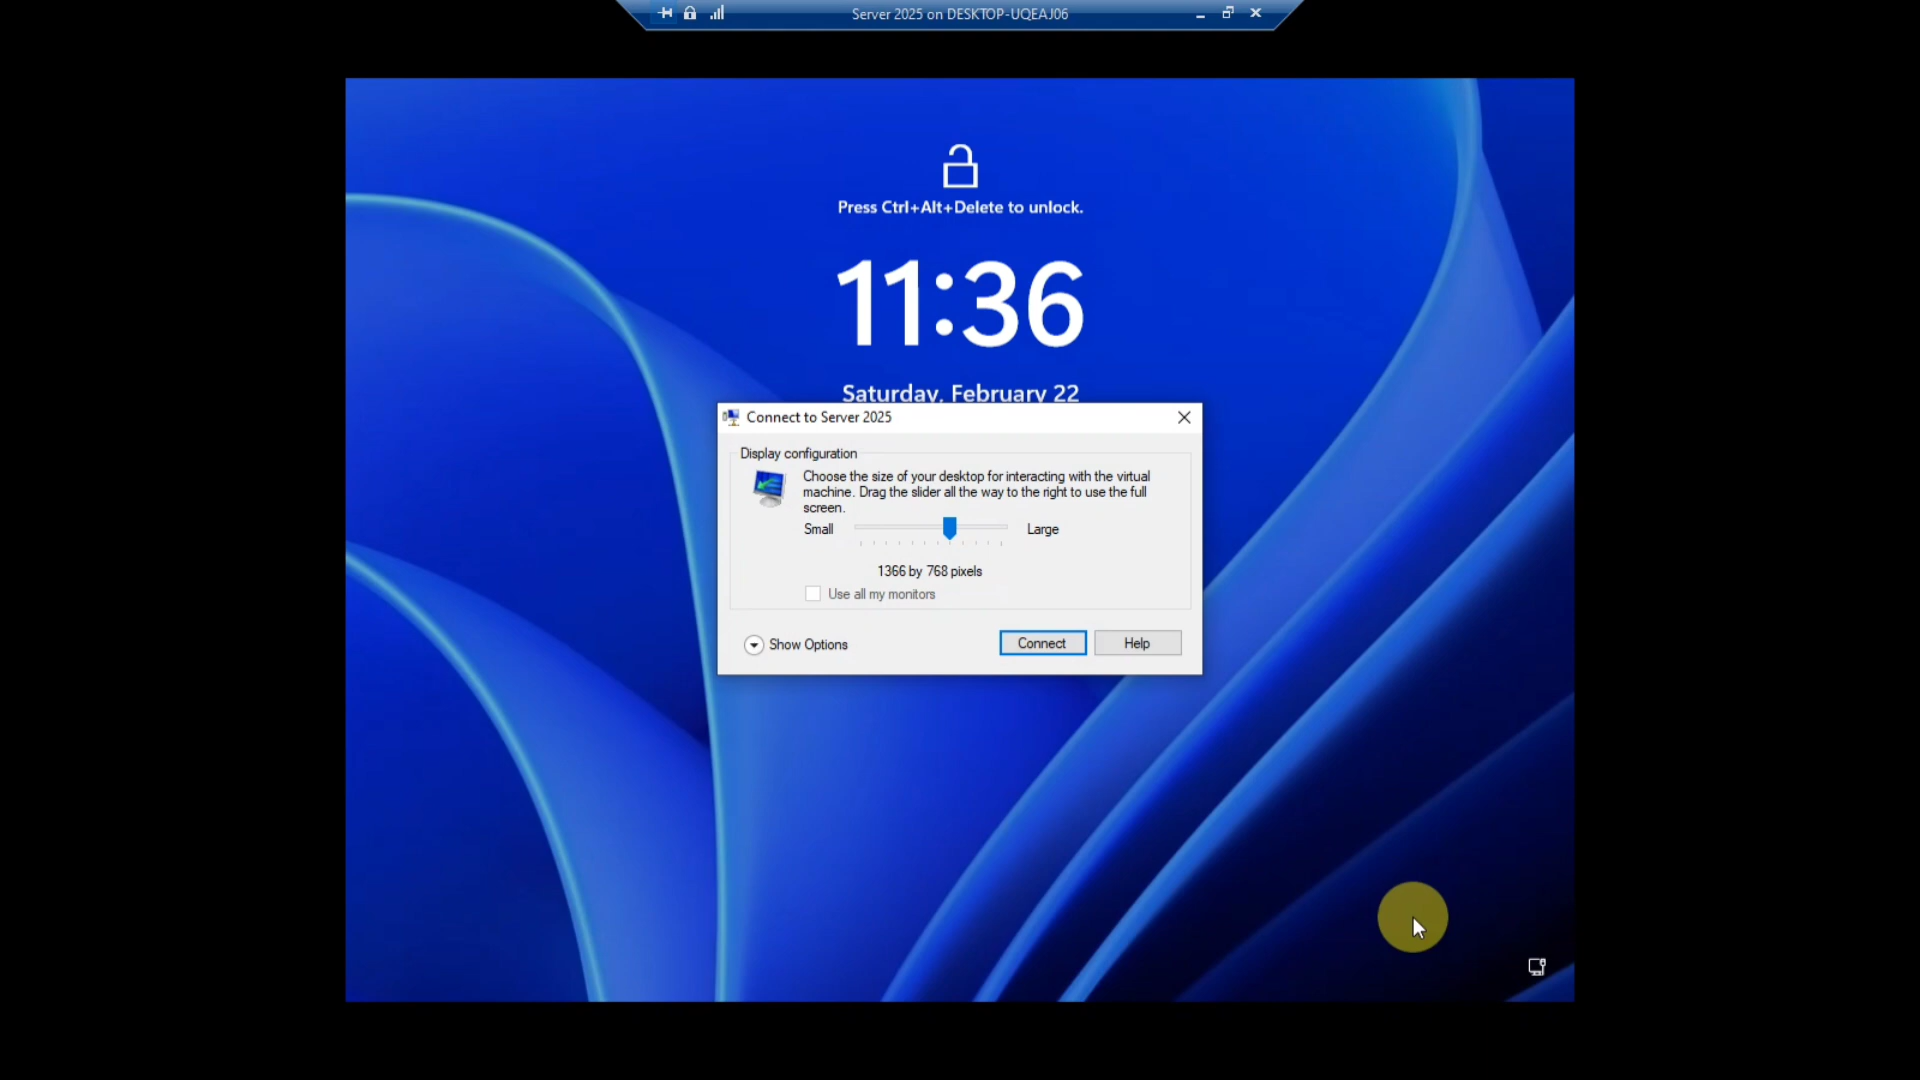 Server 2025 on DESKTOP-UQEAJ06
Press Ctrl+Alt+Delete to unlock.
11:36
Saturday, February 22
Connect to Server 2025
Display configuration
Choose the size of your desktop for interacting with the virtual
machine. Drag the slider all the way to the right to use the full
screen.
Small Large
1366 by 768 pixels
Use all my monitors
Show Options Connect Help